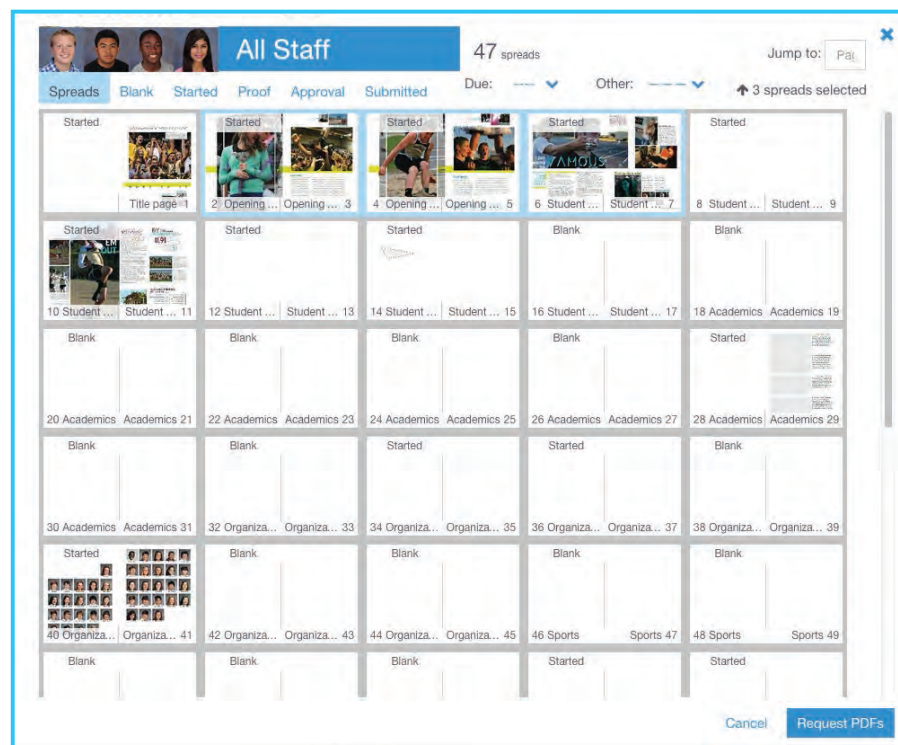 All Staff
47 spreads
Jump to:
Spreads Blank Started Proof Approval Submitted
Due: --- Other: ---- 3 spreads selected
Started Started Started Started Started
FAMOUS
Title page 1 2 Opening ... Opening ... 3 4 Opening ... Opening ... 5 6 Student ... Student ... 7 8 Student ... Student ... 9
Started Started Started Blank Blank
10 Student ... Student ... 11 12 Student ... Student ... 13 14 Student ... Student ... 15 16 Student ... Student ... 17 18 Academics Academics 19
Blank Blank Blank Blank Started
20 Academics Academics 21 22 Academics Academics 23 24 Academics Academics 25 26 Academics Academics 27 28 Academics Academics 29
Blank Blank Started Started Blank
30 Academics Academics 31 32 Organiza... Organiza... 33 34 Organiza... Organiza... 35 36 Organiza... Organiza... 37 38 Organiza... Organiza... 39
Started Blank Blank Blank Blank
40 Organiza... Organiza... 41 42 Organiza... Organiza... 43 44 Organiza... Organiza... 45 46 Sports Sports 47 48 Sports Sports 49
Blank Blank Blank Started Started
Cancel Request PDFs